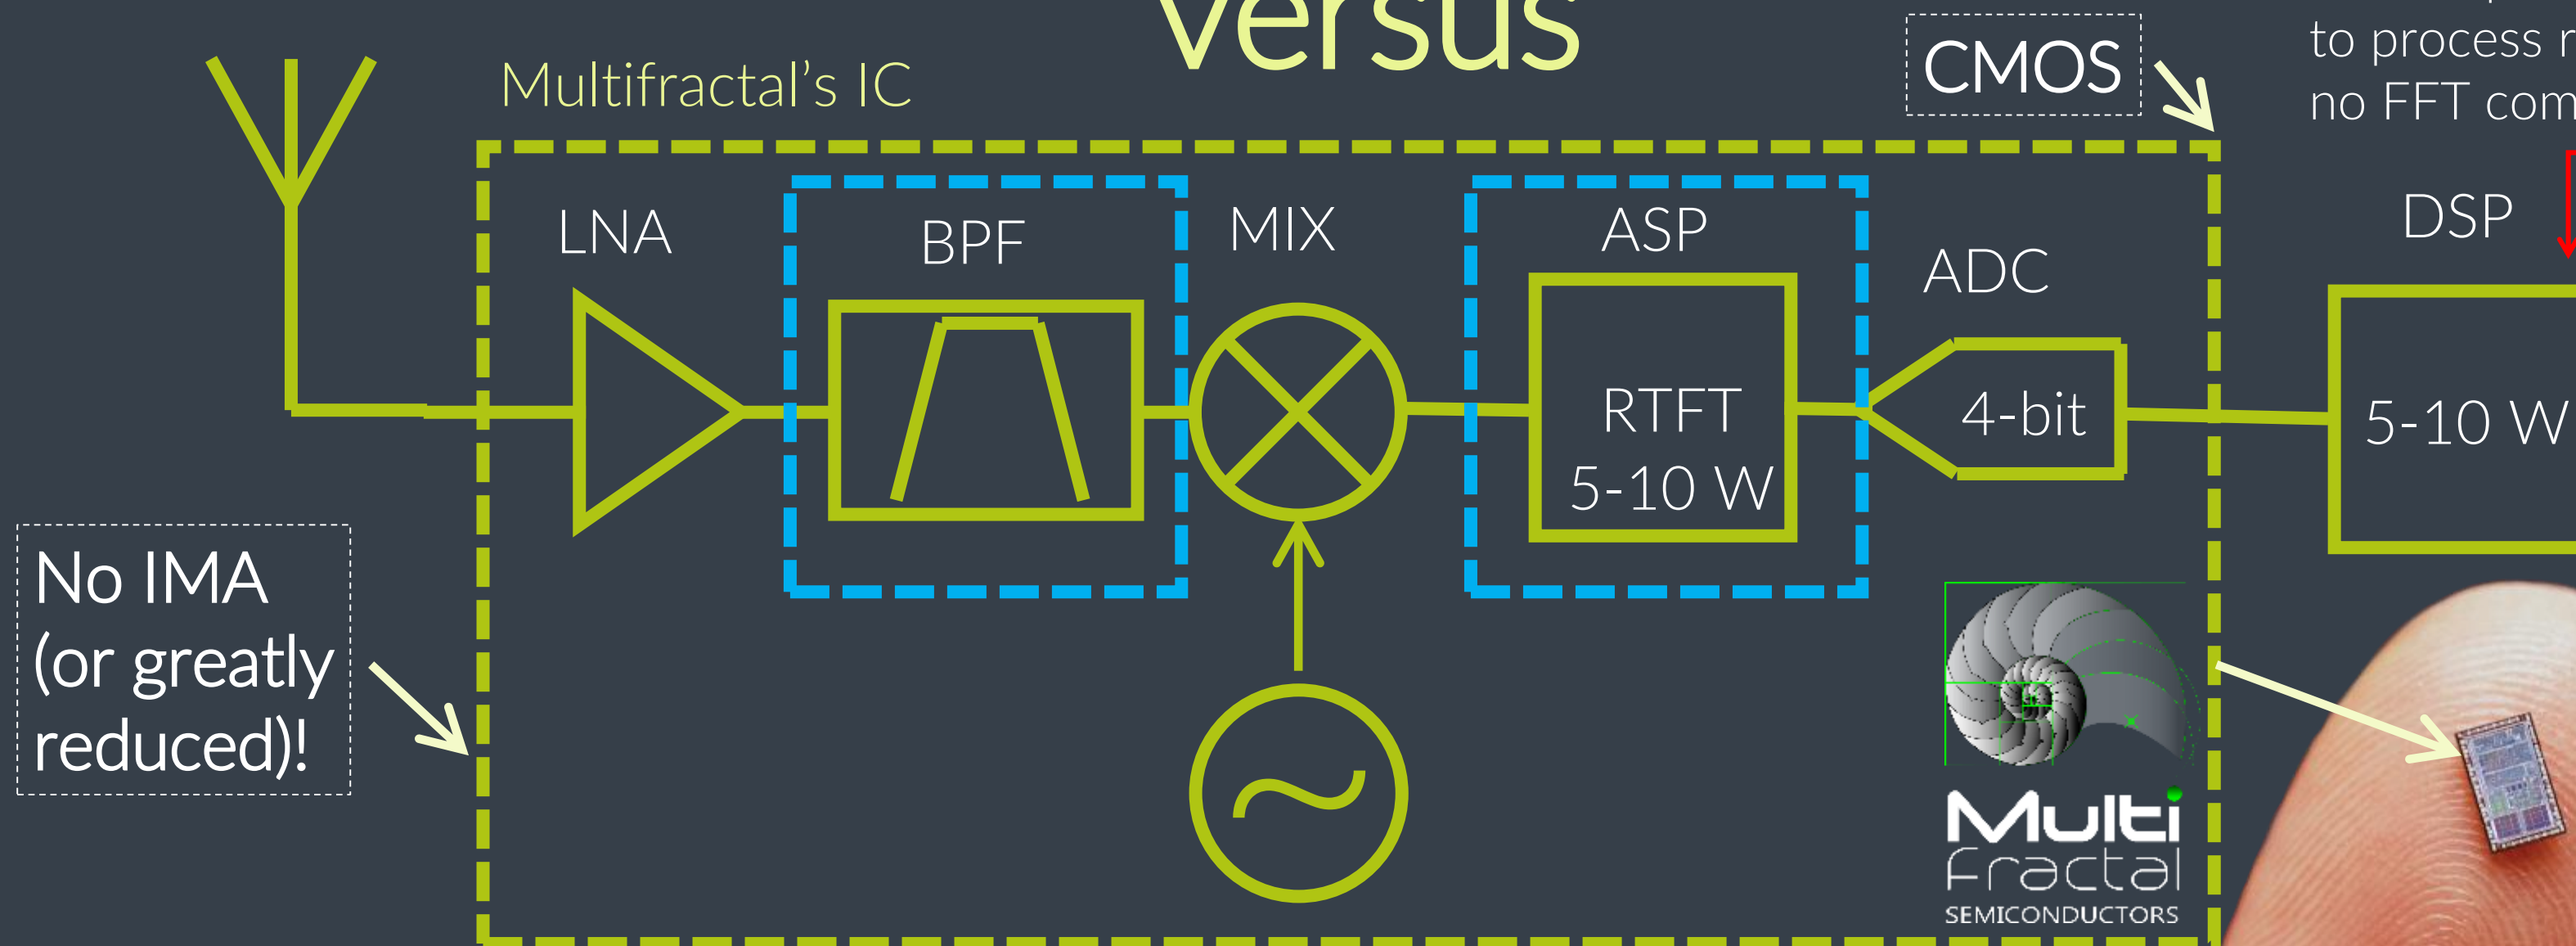 versus
to process r
no FFT com
CMOS
Multifractal's IC
LNA
BPF
MIX
ASP
ADC
DSP
RTFT
5-10 W
4-bit
5-10 W
No IMA
(or greatly
reduced)!
Multi
Fractal
SEMICONDUCTORS